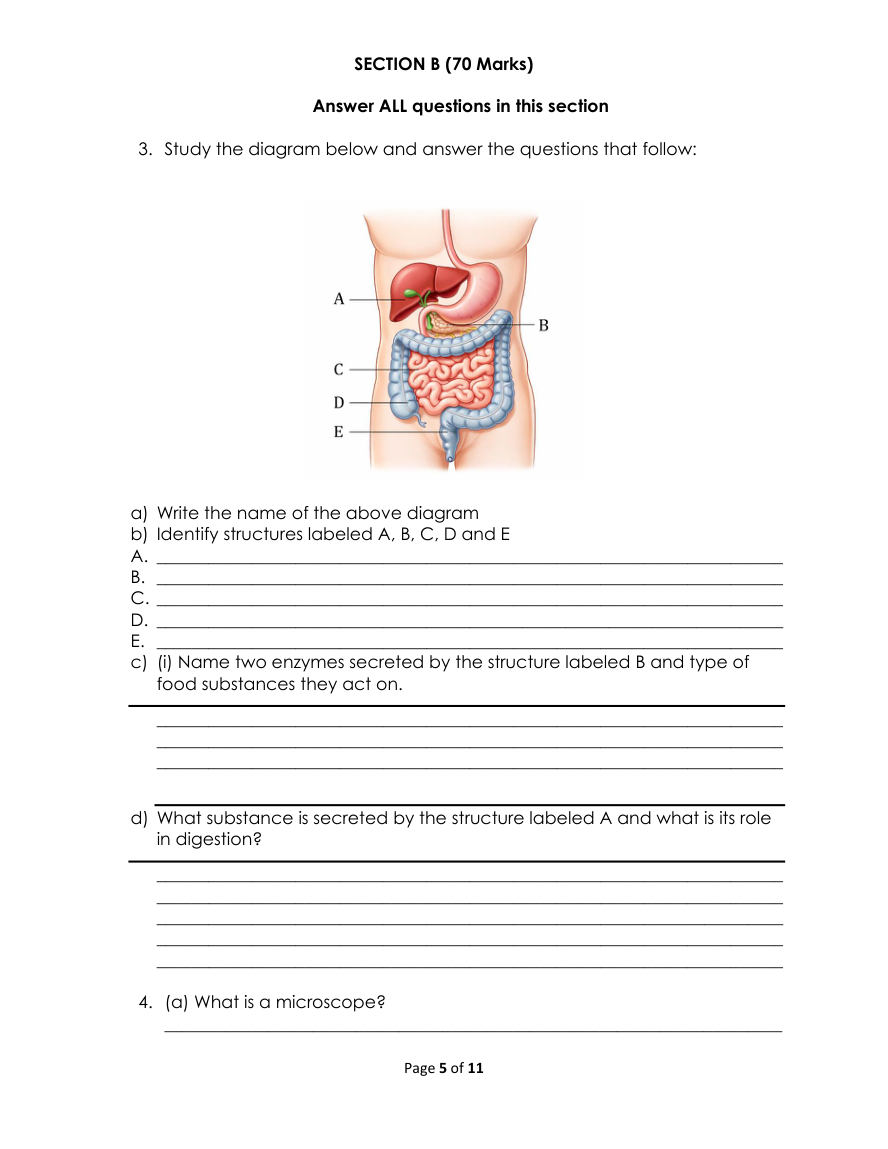 SECTION B (70 Marks)
Answer ALL questions in this section
3. Study the diagram below and answer the questions that follow:
A
B
C
D
E
a) Write the name of the above diagram
b) Identify structures labeled A, B, C, D and E
A.
B.
C.
D.
E.
c) (i) Name two enzymes secreted by the structure labeled B and type of
food substances they act on.
d) What substance is secreted by the structure labeled A and what is its role
in digestion?
4. (a) What is a microscope?
Page 5 of 11